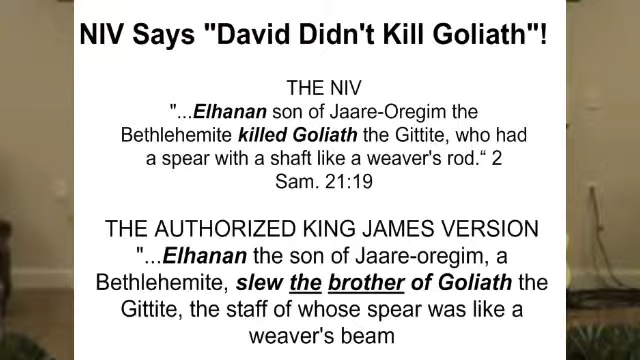 NIV Says "David Didn't Kill Goliath"!
THE NIV
"...Elhanan son of Jaare-Oregim the
Bethlehemite killed Goliath the Gittite, who had
a spear with a shaft like a weaver's rod.“ 2
Sam. 21:19
THE AUTHORIZED KING JAMES VERSION
"...Elhanan the son of Jaare-oregim, a
Bethlehemite, slew the brother of Goliath the
Gittite, the staff of whose spear was like a
weaver's beam